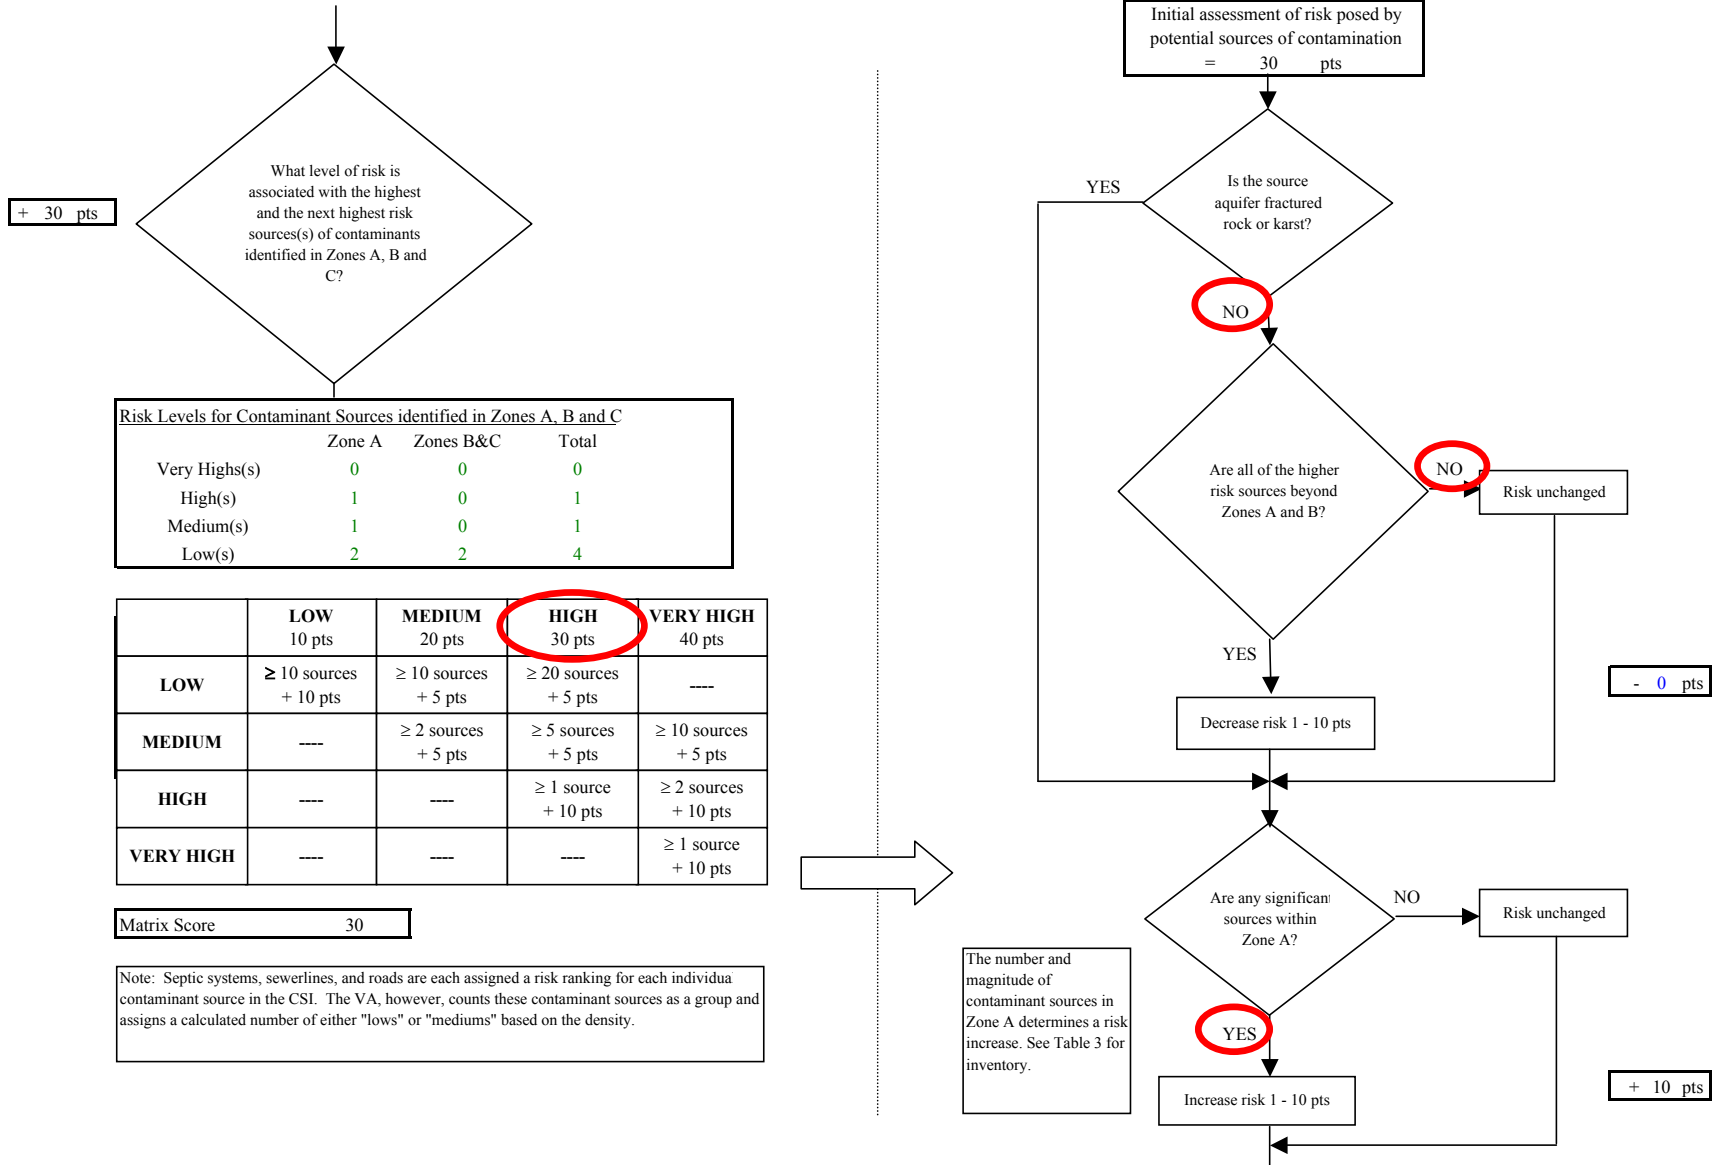 What level of risk is
associated with the highest
and the next highest risk
sources(s) of contaminants
identified in Zones A, B and
C?
+ 30 pts
Risk Levels for Contaminant Sources identified in Zones A, B and C
Zone A Zones B&C Total
Very Highs(s) 0 0 0
High(s) 1 0 1
Medium(s) 1 0 1
Low(s) 2 2 4
LOW MEDIUM HIGH VERY HIGH
10 pts 20 pts 30 pts 40 pts
LOW ≥ 10 sources ≥ 10 sources ≥ 20 sources ----
+ 10 pts + 5 pts + 5 pts
MEDIUM ---- ≥ 2 sources ≥ 5 sources ≥ 10 sources
+ 5 pts + 5 pts + 5 pts
HIGH ---- ---- ≥ 1 source ≥ 2 sources
+ 10 pts + 10 pts
VERY HIGH ---- ---- ---- ≥ 1 source
+ 10 pts
Matrix Score 30
Note: Septic systems, sewerlines, and roads are each assigned a risk ranking for each individua
contaminant source in the CSI. The VA, however, counts these contaminant sources as a group and
assigns a calculated number of either "lows" or "mediums" based on the density.
Initial assessment of risk posed by
potential sources of contamination
= 30 pts
Is the source
aquifer fractured
rock or karst?
YES
NO
Are all of the higher
risk sources beyond
Zones A and B?
NO
Risk unchanged
YES
- 0 pts
Decrease risk 1 - 10 pts
Are any significant
sources within
Zone A?
NO
Risk unchanged
The number and
magnitude of
contaminant sources in
Zone A determines a risk
increase. See Table 3 for
inventory.
YES
+ 10 pts
Increase risk 1 - 10 pts